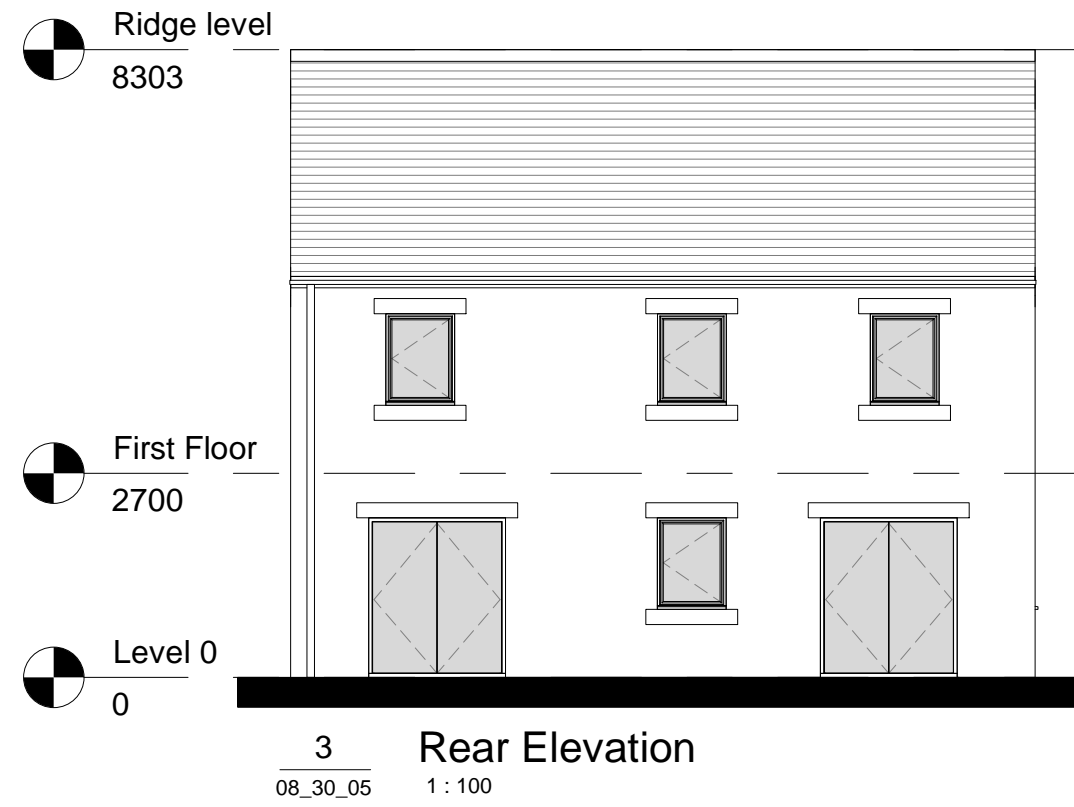 Ridge level
8303
First Floor
2700
Level 0
0
3
08_30_05
Rear Elevation
1 : 100